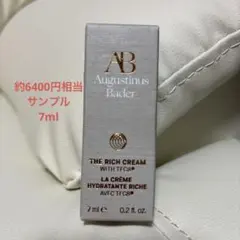 約6400円相当
サンプル
7ml
AB
Augustinus
Bader
THE RICH CREAM
WITH TFC8®
LA CRÈME
HYDRATANTE RICHE
AVEC TFC8®
7 ml e 0.2 fl. oz.